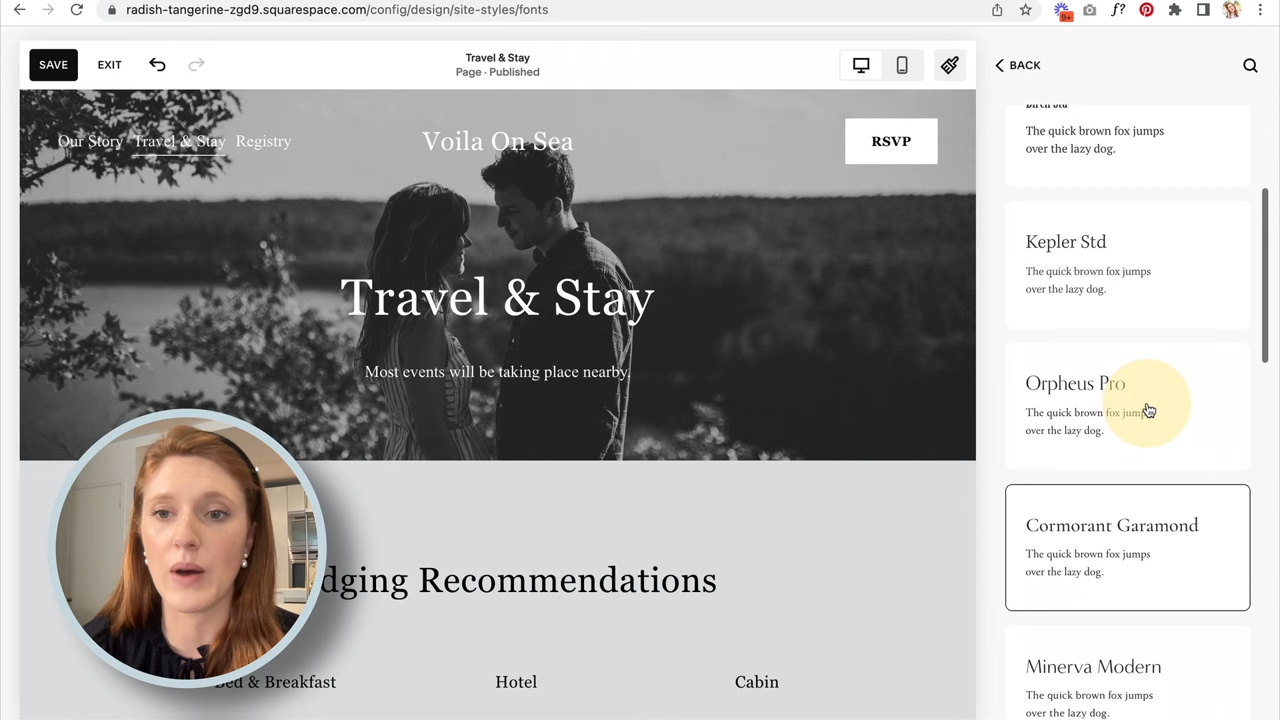 radish-tangerine-zgd9.squarespace.com/config/design/site-styles/fonts
f?
9+
SAVE
EXIT
Travel & Stay
Page · Published
BACK
Our Story
Travel & Stay
Registry
Voila On Sea
RSVP
Travel & Stay
Most events will be taking place nearby.
dging Recommendations
Bed & Breakfast
Hotel
Cabin
Birch Std
The quick brown fox jumps
over the lazy dog.
Kepler Std
The quick brown fox jumps
over the lazy dog.
Orpheus Pro
The quick brown fox jumps
over the lazy dog.
Cormorant Garamond
The quick brown fox jumps
over the lazy dog.
Minerva Modern
The quick brown fox jumps